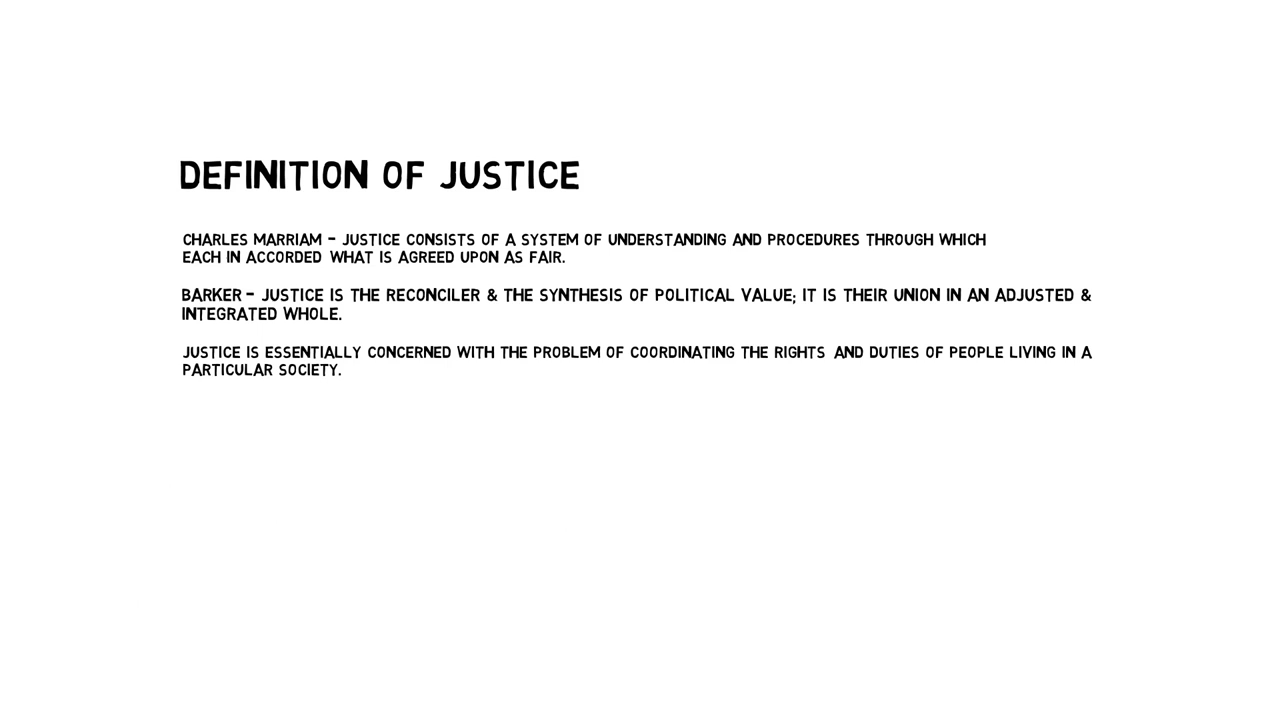 DEFINITION OF JUSTICE
CHARLES MARRIAM - JUSTICE CONSISTS OF A SYSTEM OF UNDERSTANDING AND PROCEDURES THROUGH WHICH
EACH IN ACCORDED WHAT IS AGREED UPON AS FAIR.
BARKER - JUSTICE IS THE RECONCILER & THE SYNTHESIS OF POLITICAL VALUE; IT IS THEIR UNION IN AN ADJUSTED &
INTEGRATED WHOLE.
JUSTICE IS ESSENTIALLY CONCERNED WITH THE PROBLEM OF COORDINATING THE RIGHTS AND DUTIES OF PEOPLE LIVING IN A
PARTICULAR SOCIETY.